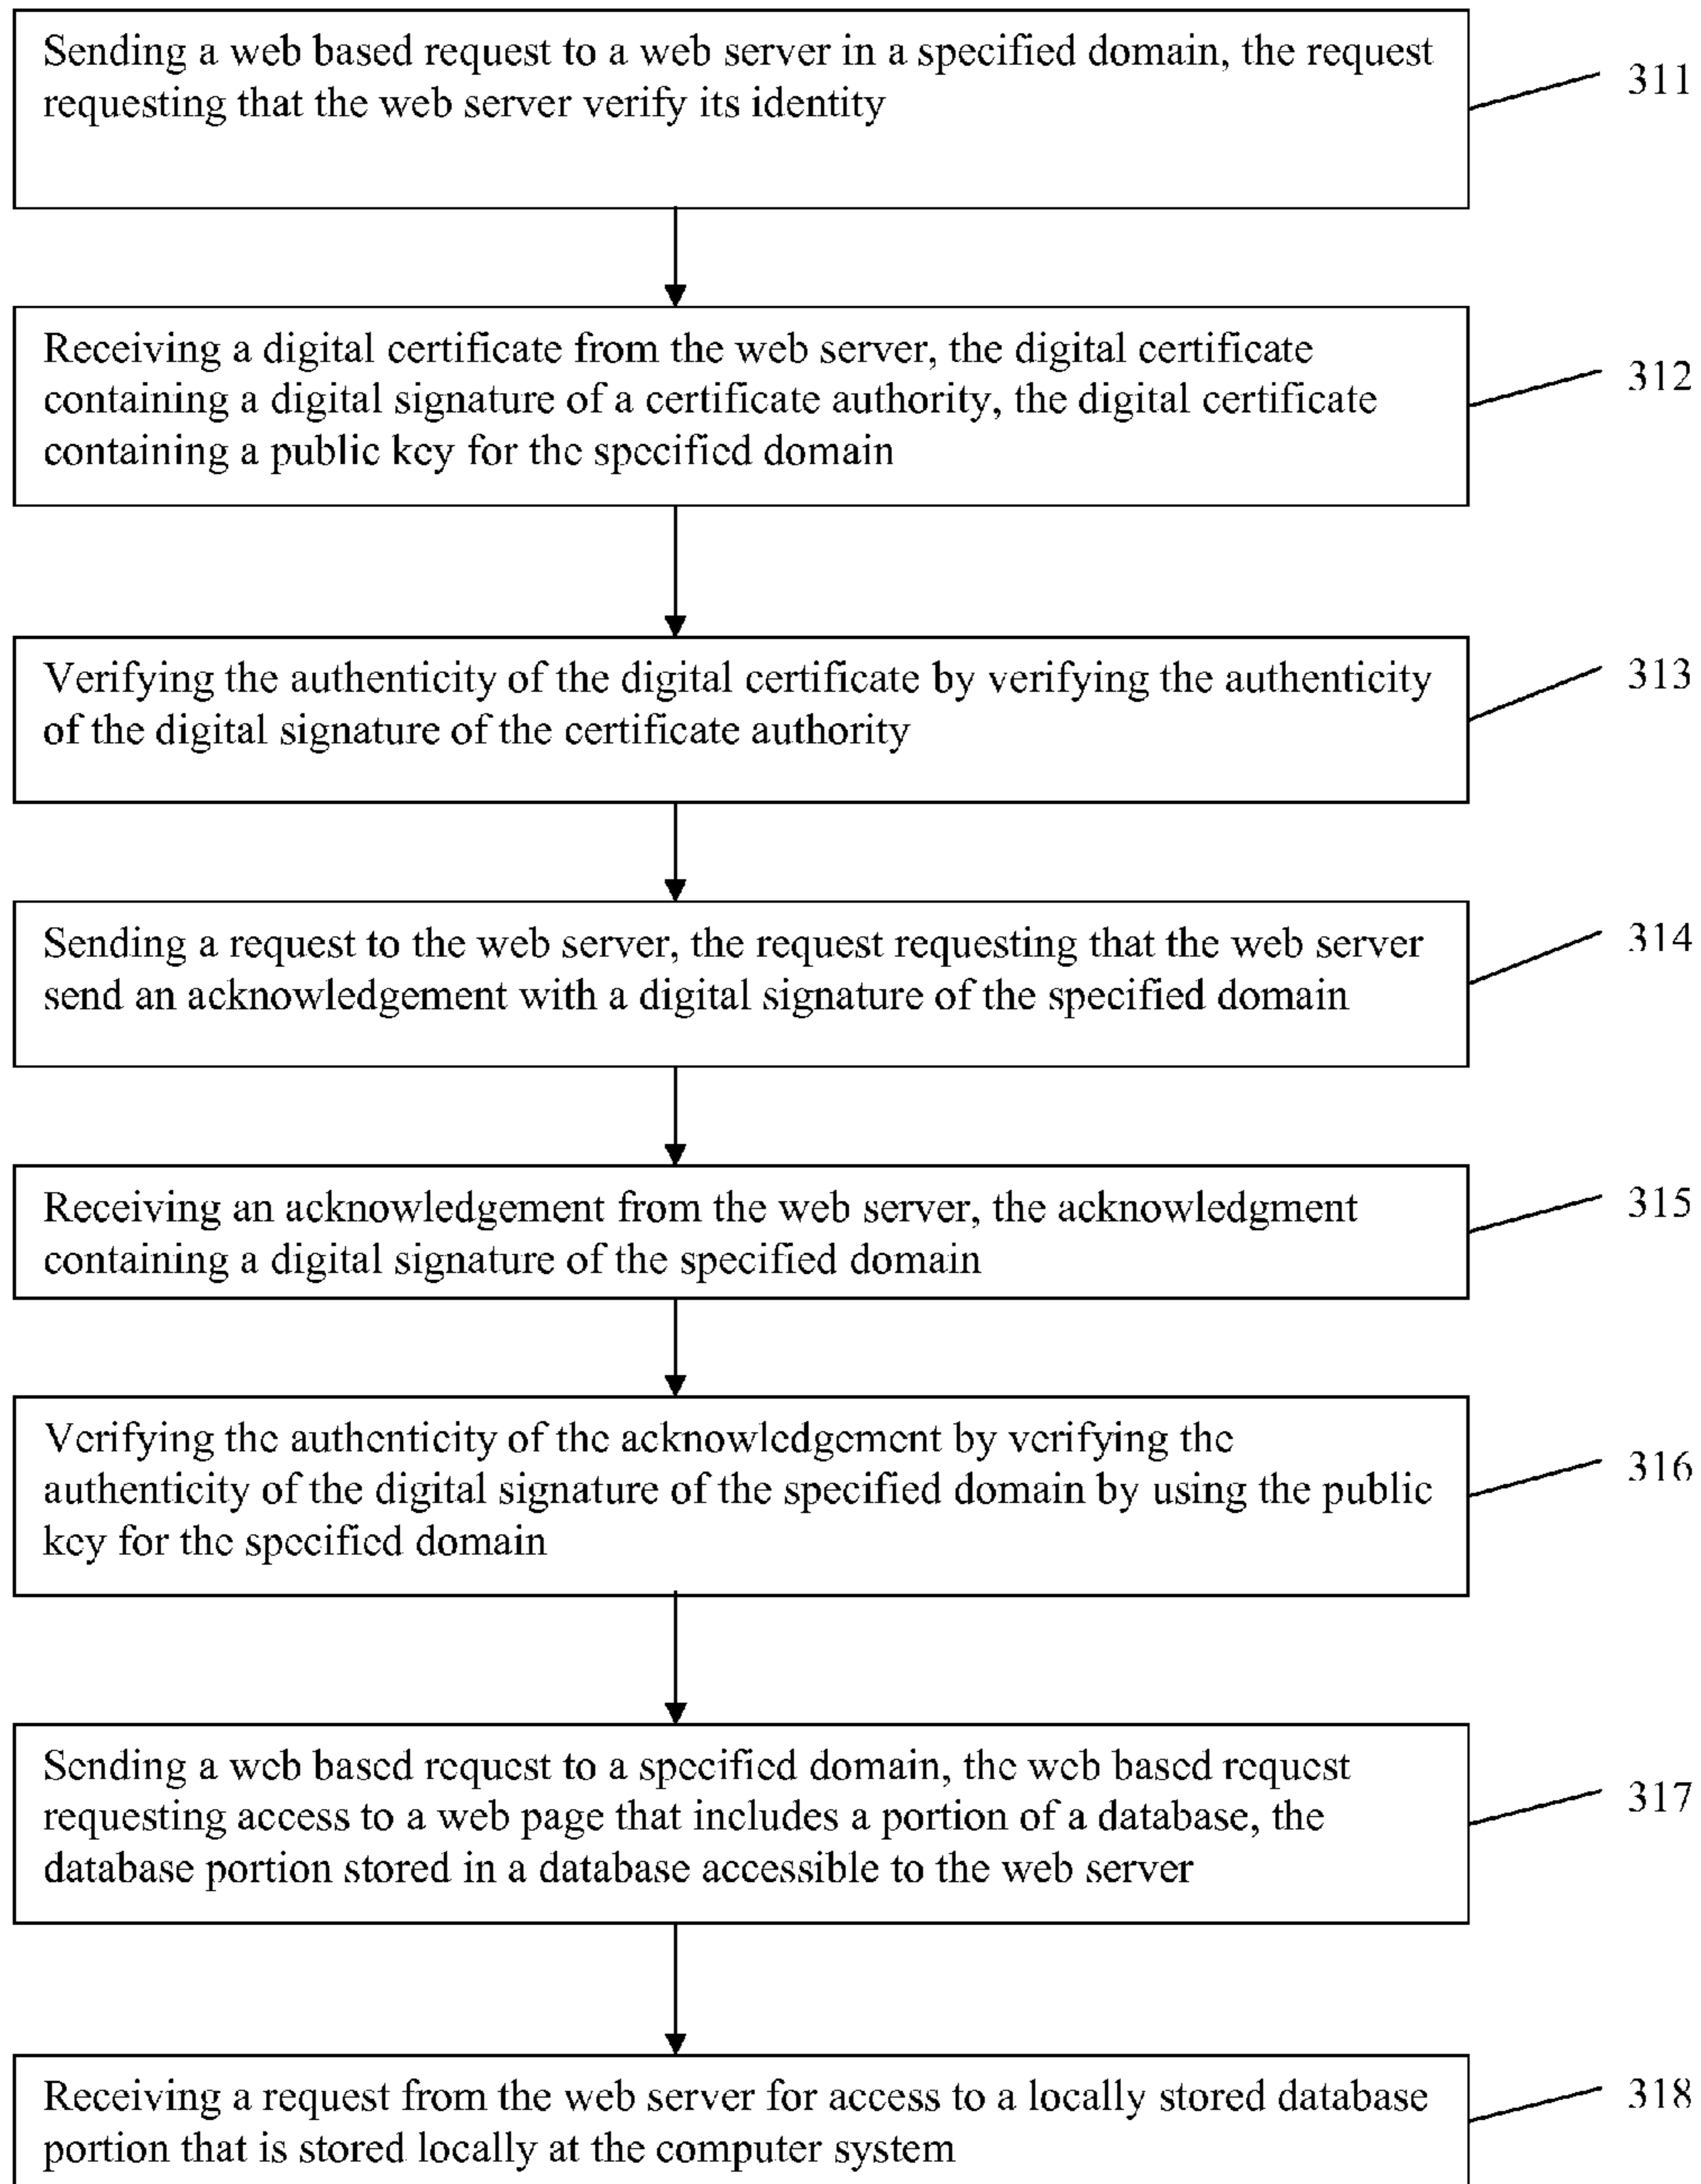 Sending a web based request to a web server in a specified domain, the request
requesting that the web server verify its identity
311
Receiving a digital certificate from the web server, the digital certificate
containing a digital signature of a certificate authority, the digital certificate
containing a public key for the specified domain
312
Verifying the authenticity of the digital certificate by verifying the authenticity
of the digital signature of the certificate authority
313
Sending a request to the web server, the request requesting that the web server
send an acknowledgement with a digital signature of the specified domain
314
Receiving an acknowledgement from the web server, the acknowledgment
containing a digital signature of the specified domain
315
Verifying the authenticity of the acknowledgement by verifying the
authenticity of the digital signature of the specified domain by using the public
key for the specified domain
316
Sending a web based request to a specified domain, the web based request
requesting access to a web page that includes a portion of a database, the
database portion stored in a database accessible to the web server
317
Receiving a request from the web server for access to a locally stored database
portion that is stored locally at the computer system
318